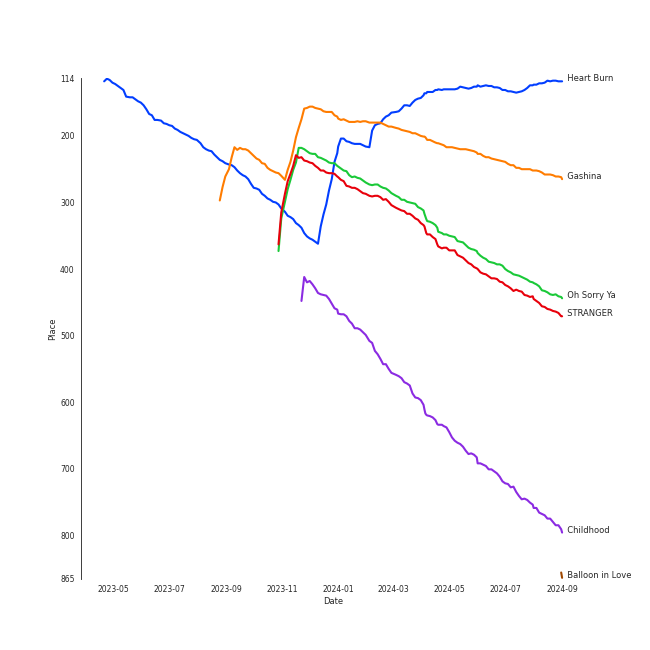 114
200
300
400
500
600
700
800
865
Place
2023-05 2023-07 2023-09 2023-11 2024-01 2024-03 2024-05 2024-07 2024-09
Date
Heart Burn
Gashina
Oh Sorry Ya
STRANGER
Childhood
Balloon in Love